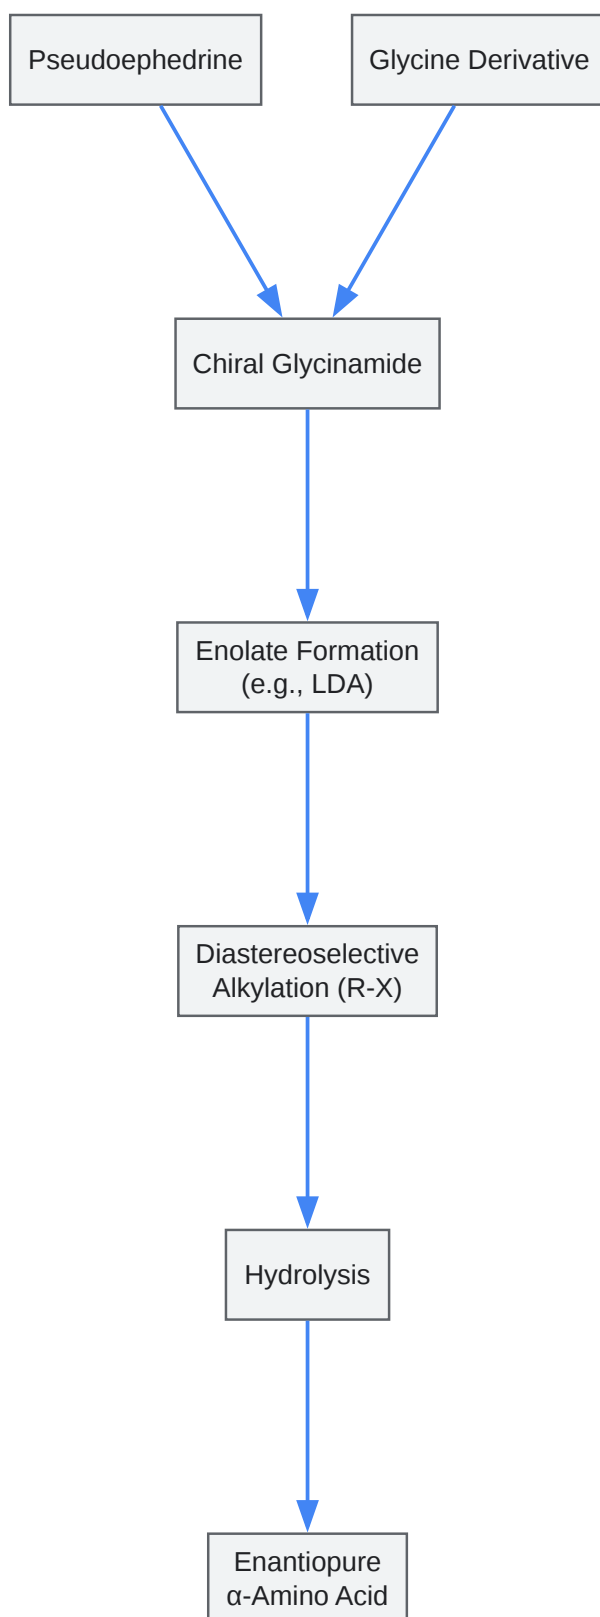 Pseudoephedrine
Glycine Derivative
Chiral Glycinamide
Enolate Formation
(e.g., LDA)
Diastereoselective
Alkylation (R-X)
Hydrolysis
Enantiopure
α-Amino Acid